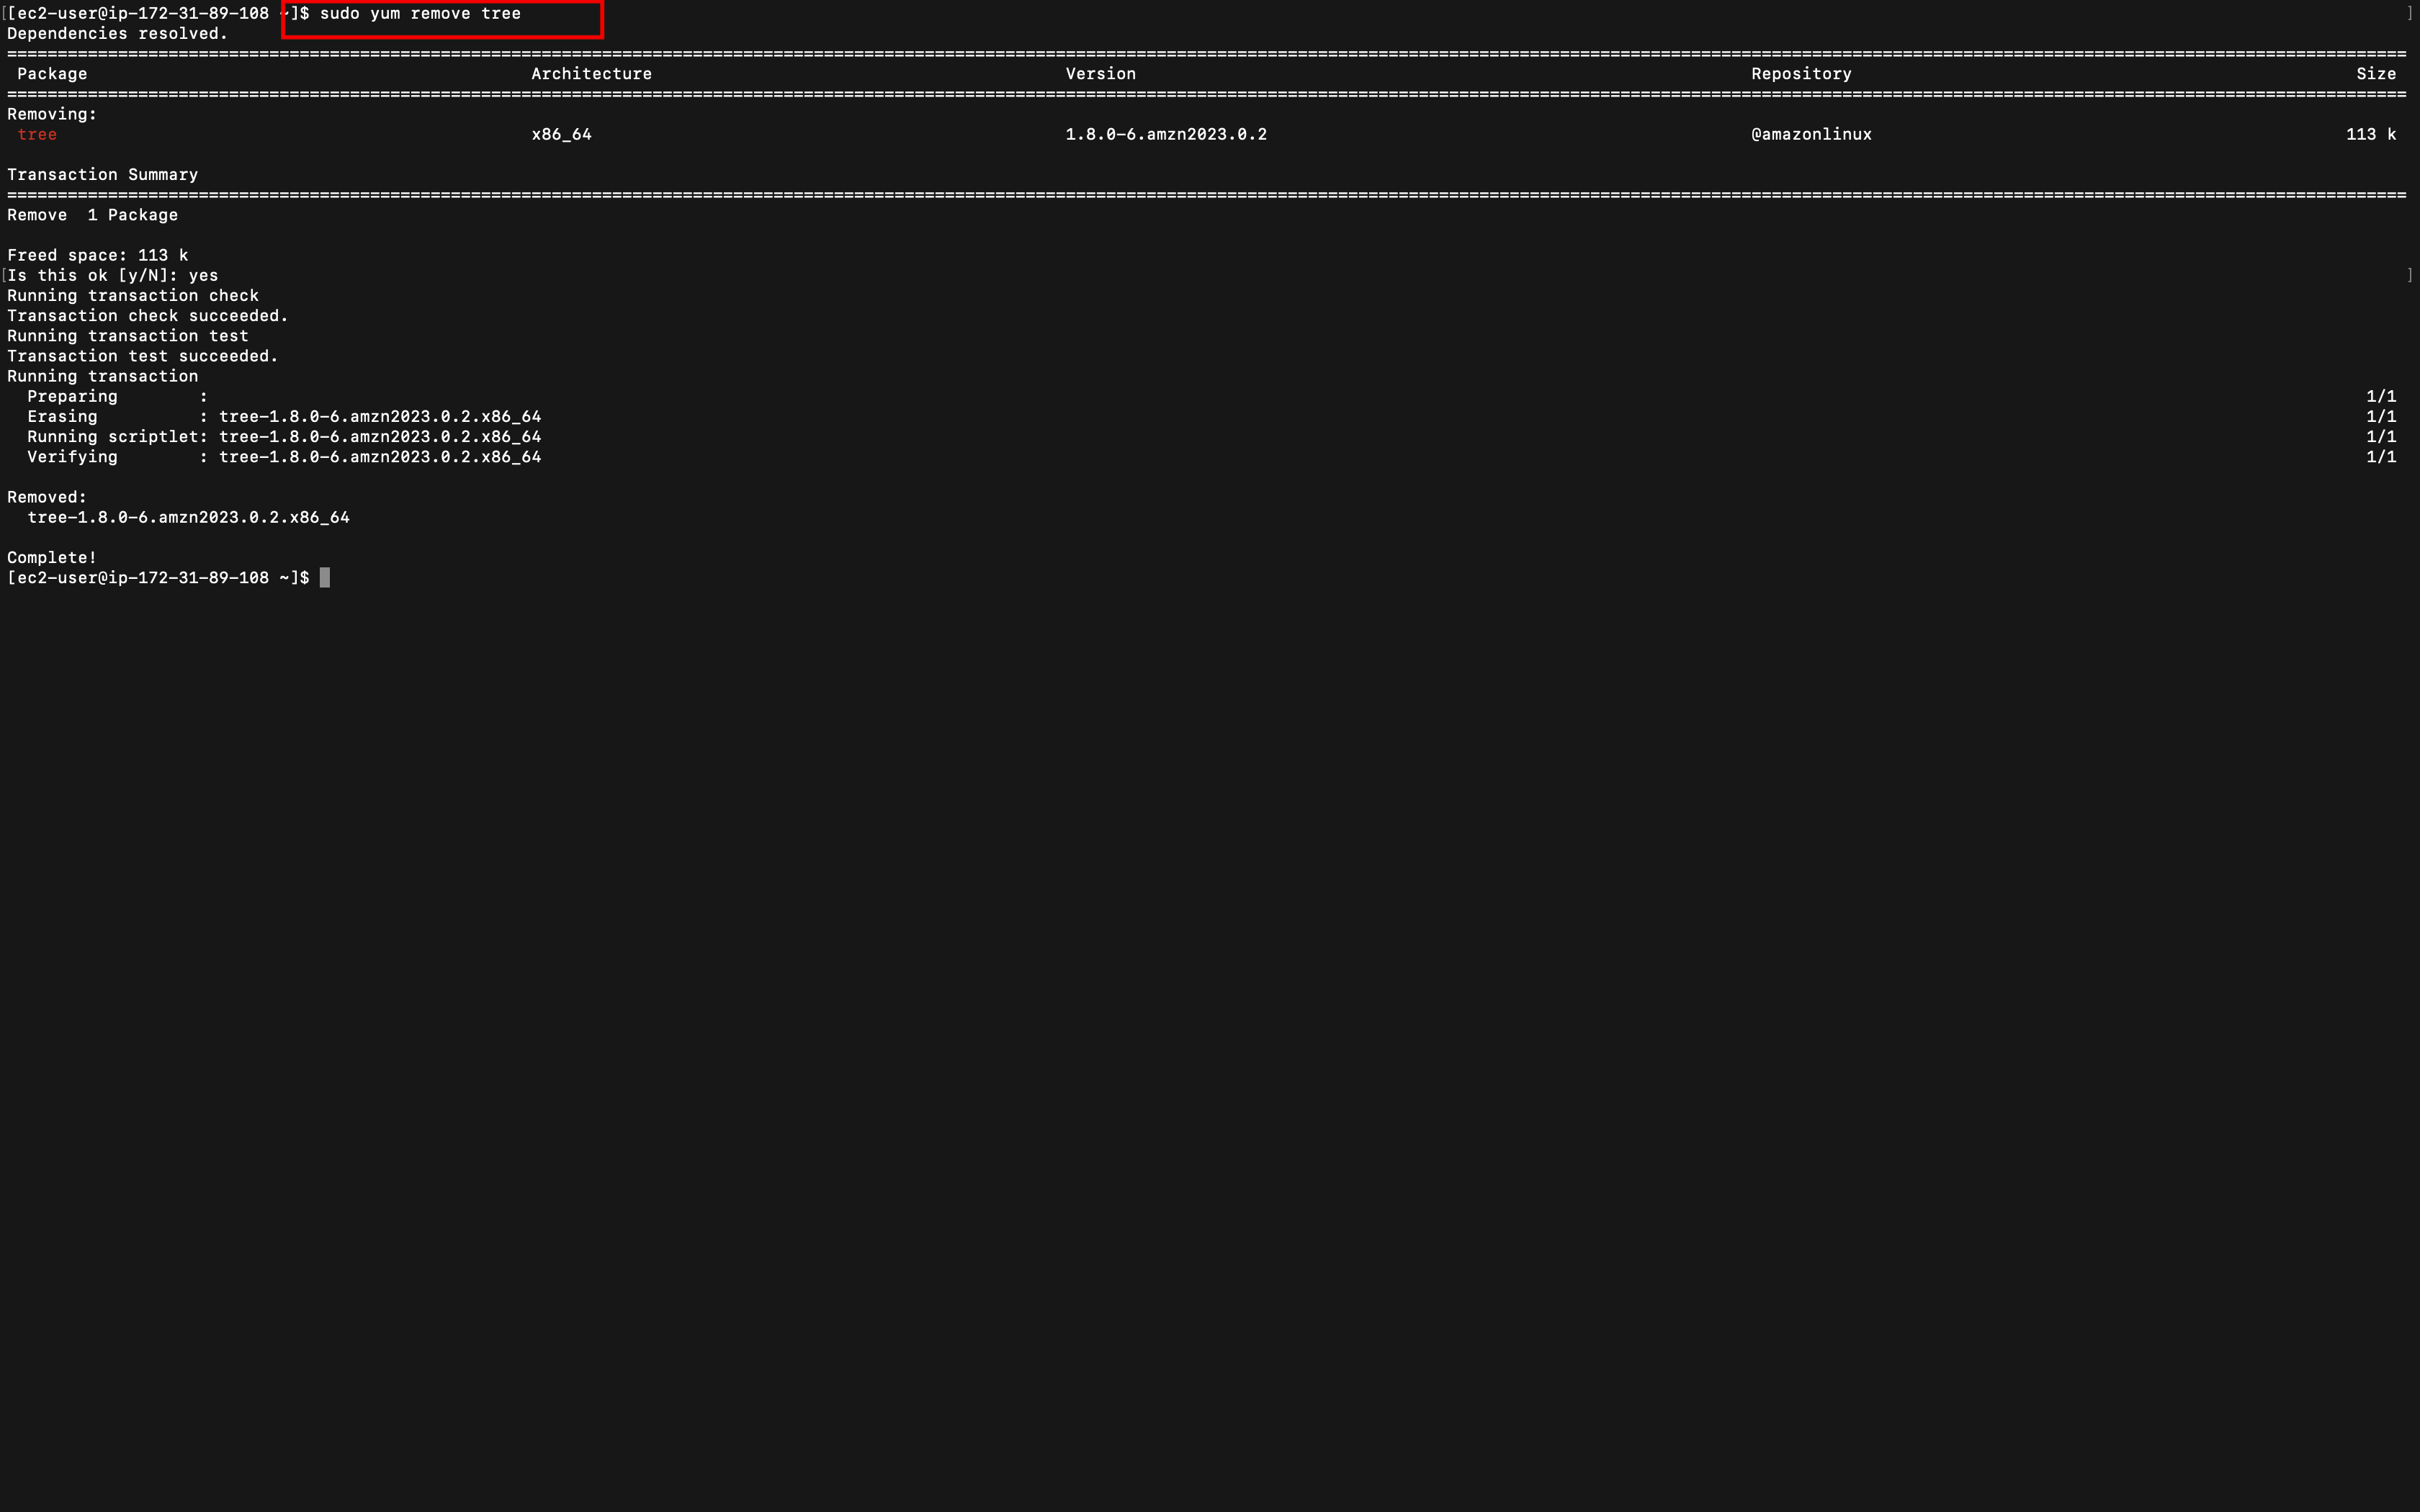 [ec2-user@ip-172-31-89-108 ~]$ sudo yum remove tree
Dependencies resolved.
================================================================================
Package Architecture Version Repository Size
================================================================================
Removing:
tree x86_64 1.8.0-6.amzn2023.0.2 @amazonlinux 113 k
Transaction Summary
================================================================================
Remove 1 Package
Freed space: 113 k
Is this ok [y/N]: yes
Running transaction check
Transaction check succeeded.
Running transaction test
Transaction test succeeded.
Running transaction
Preparing : 1/1
Erasing : tree-1.8.0-6.amzn2023.0.2.x86_64 1/1
Running scriptlet: tree-1.8.0-6.amzn2023.0.2.x86_64 1/1
Verifying : tree-1.8.0-6.amzn2023.0.2.x86_64 1/1
Removed:
tree-1.8.0-6.amzn2023.0.2.x86_64
Complete!
[ec2-user@ip-172-31-89-108 ~]$